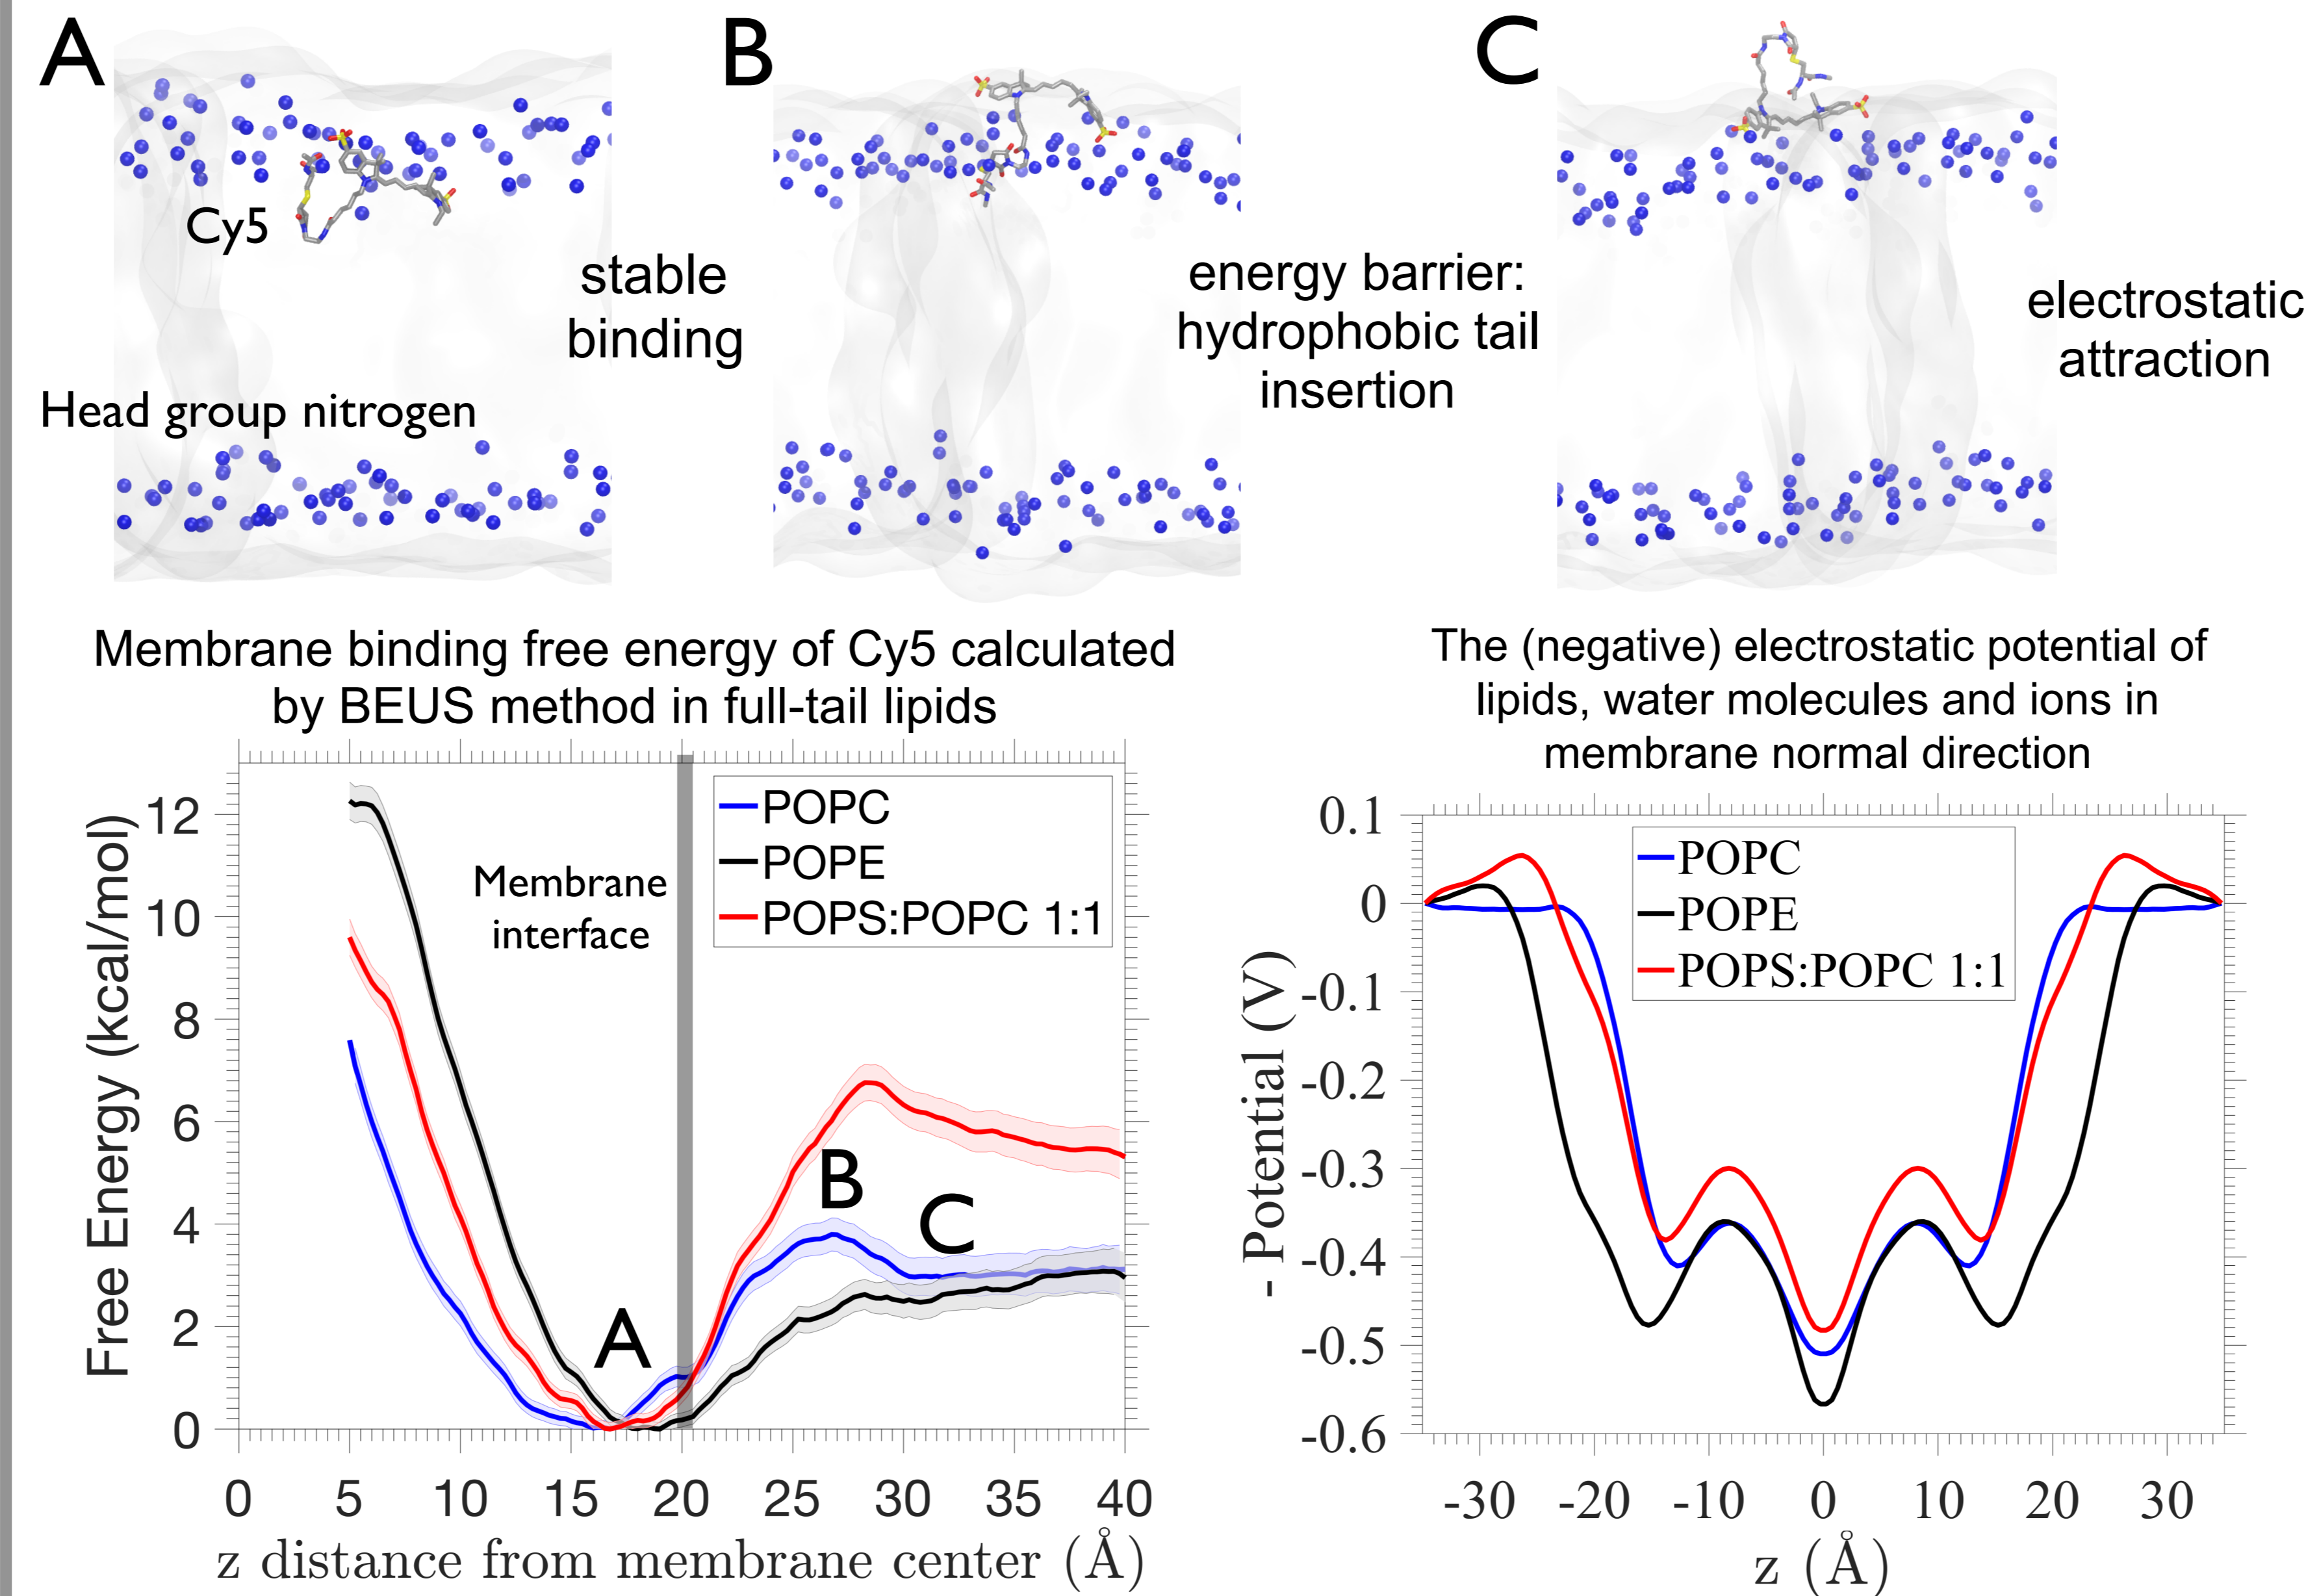 A
B
C
Cy5
stable
binding
Head group nitrogen
energy barrier:
hydrophobic tail
insertion
electrostatic
attraction
Membrane binding free energy of Cy5 calculated
by BEUS method in full-tail lipids
Free Energy (kcal/mol)
12
10
8
6
4
2
0
Membrane
interface
POPC
POPE
POPS:POPC 1:1
A
B
C
0 5 10 15 20 25 30 35 40
z distance from membrane center (Å)
The (negative) electrostatic potential of
lipids, water molecules and ions in
membrane normal direction
- Potential (V)
0.1
0
-0.1
-0.2
-0.3
-0.4
-0.5
-0.6
POPC
POPE
POPS:POPC 1:1
-30 -20 -10 0 10 20 30
z (Å)